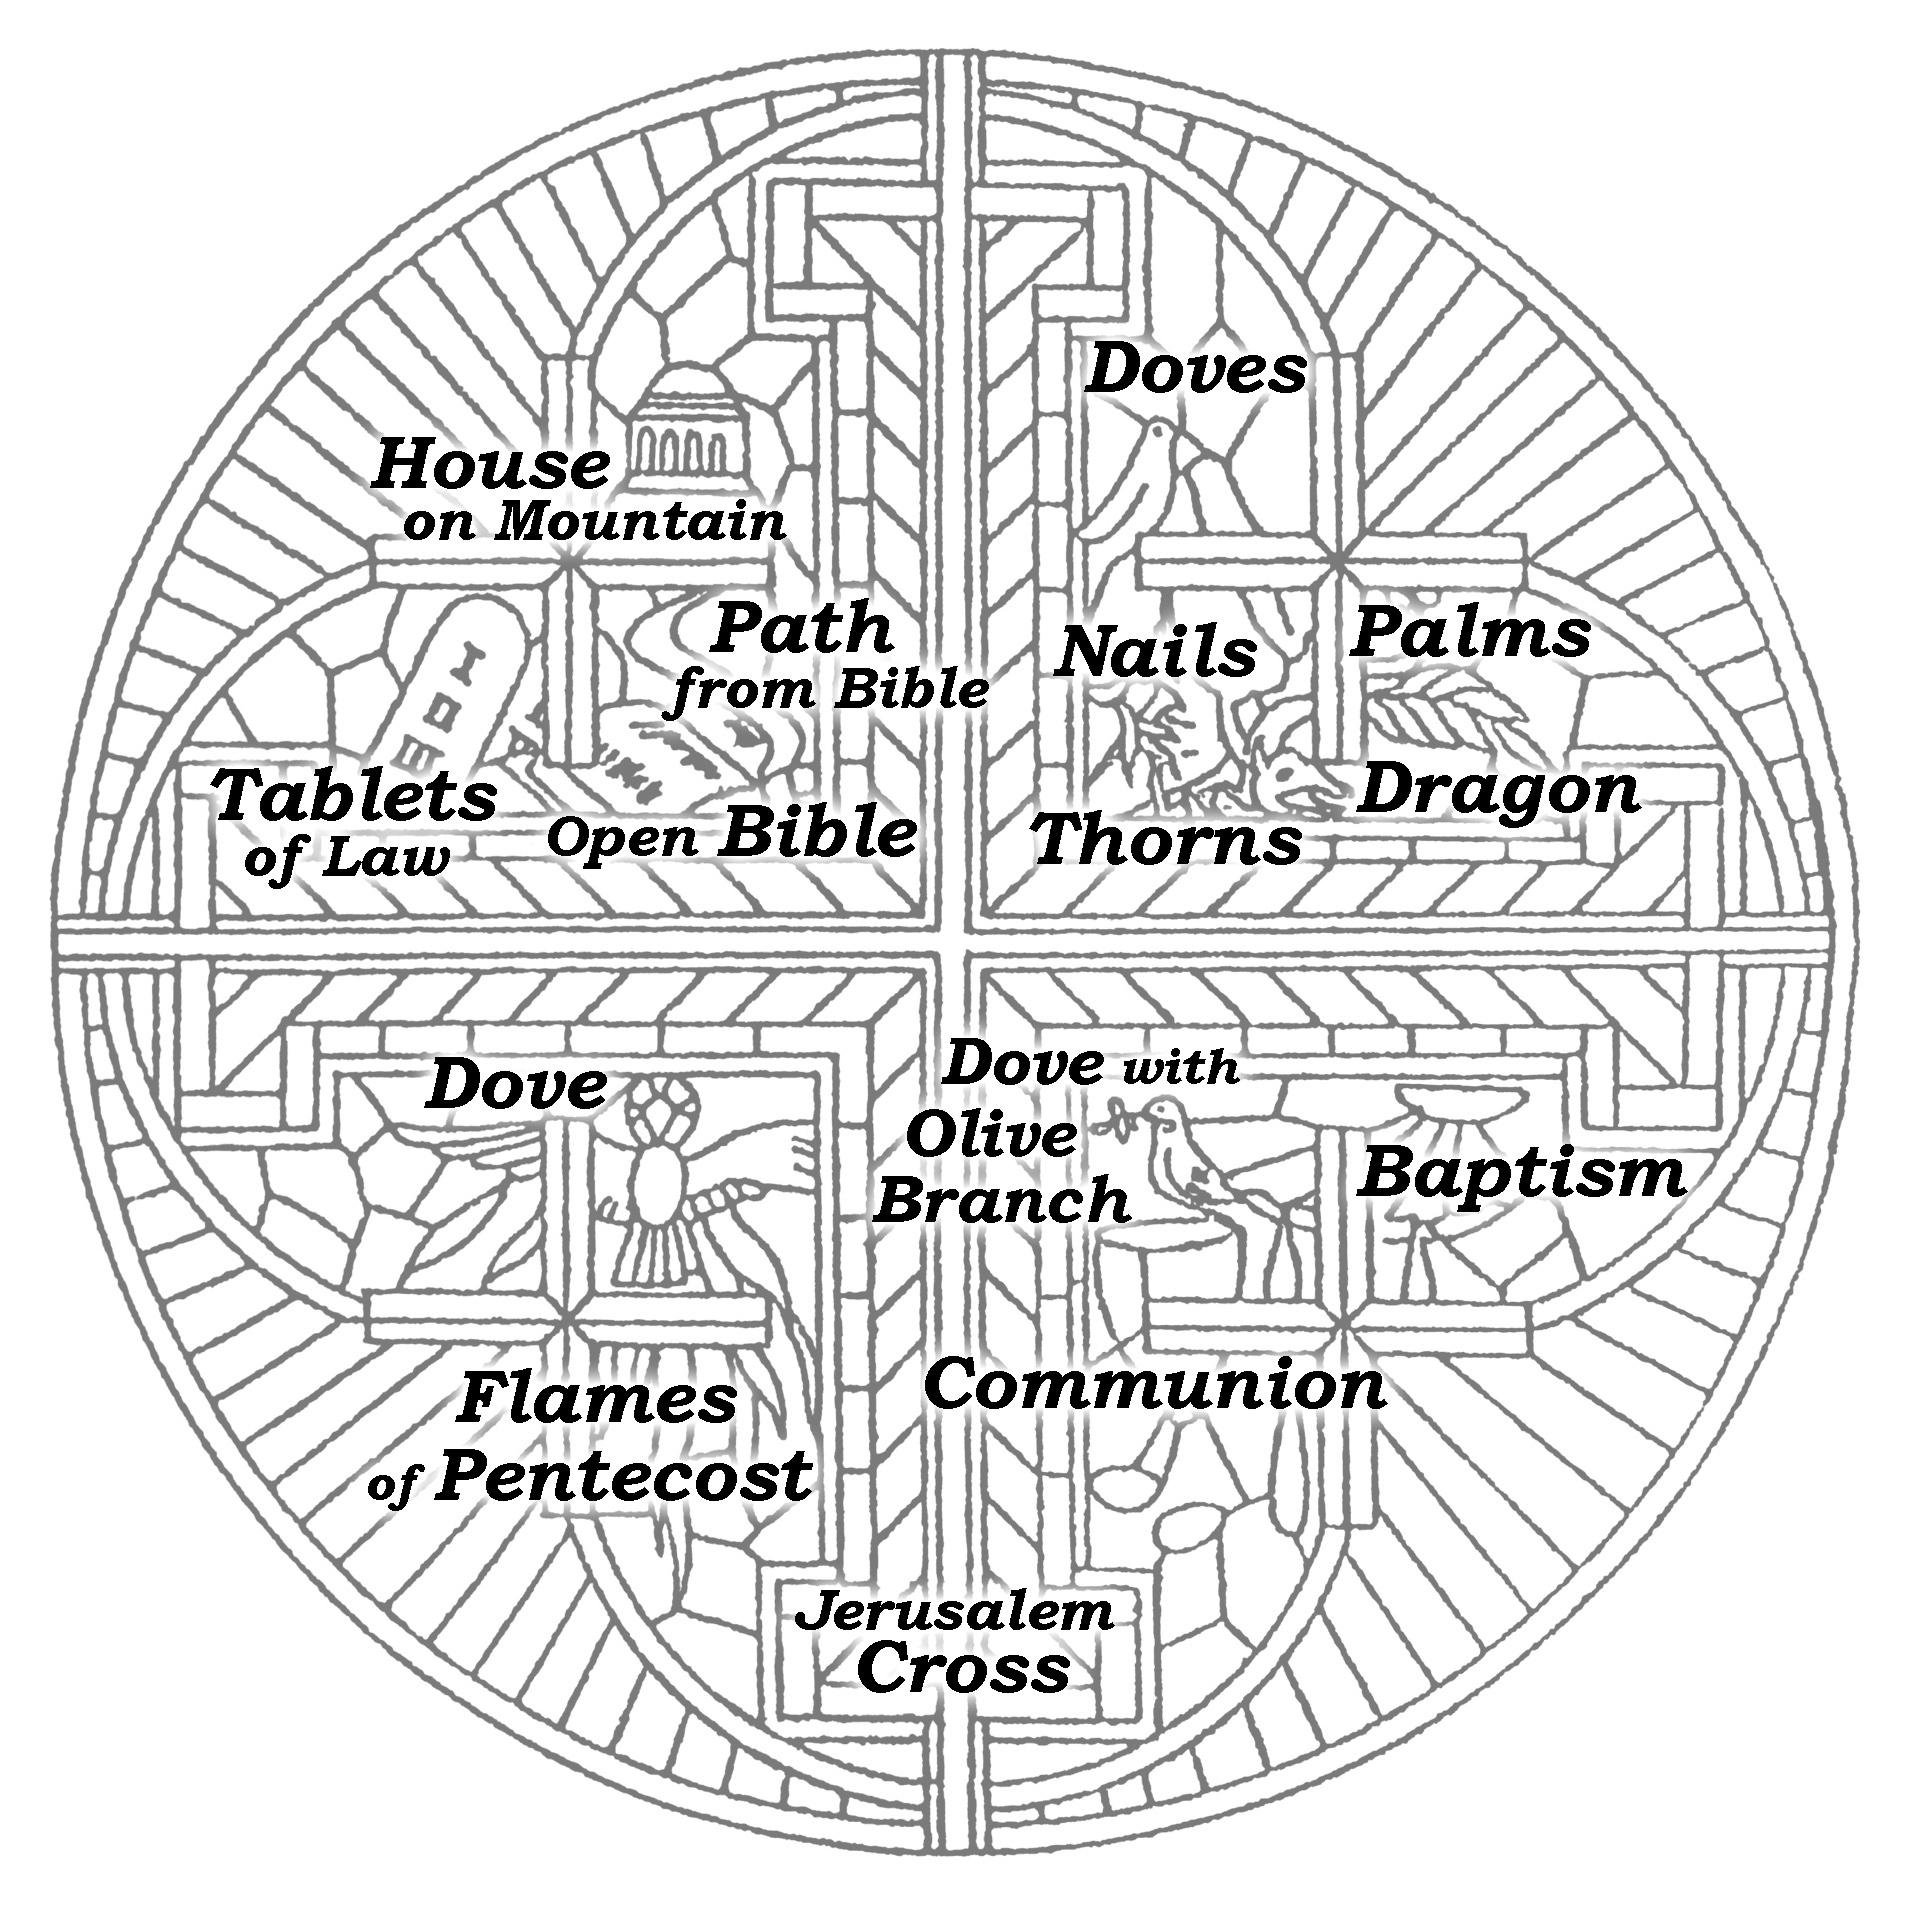 House
on Mountain
Path
from Bible
Tablets
of Law
Open Bible
Doves
Nails
Palms
Dragon
Thorns
Dove
Flames
of Pentecost
Dove with
Olive
Branch
Baptism
Communion
Jerusalem
Cross